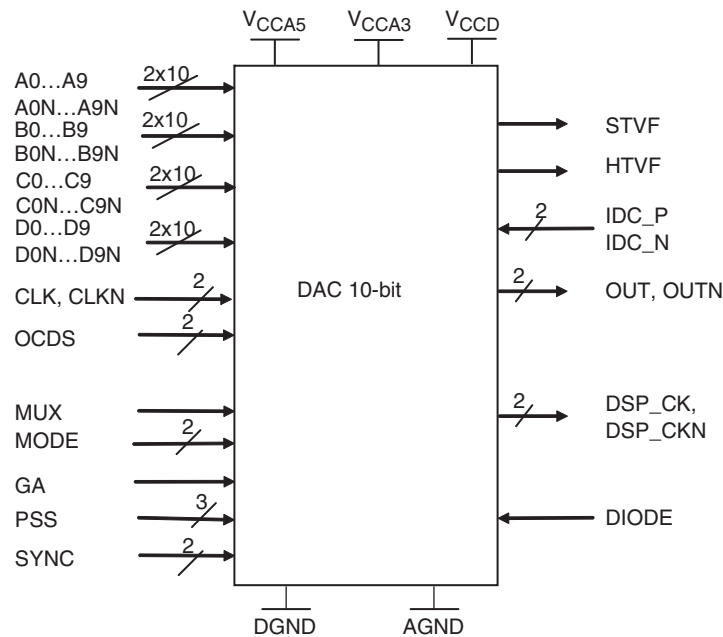 VCCA5 VCCA3 VCCD
A0...A9 2x10
A0N...A9N
B0...B9 2x10
B0N...B9N
C0...C9 2x10
C0N...C9N
D0...D9 2x10
D0N...D9N
CLK, CLKN 2
OCDS 2
MUX
MODE 2
GA
PSS 3
SYNC 2
DAC 10-bit
STVF
HTVF
2 IDC_P
IDC_N
2 OUT, OUTN
2 DSP_CK,
DSP_CKN
DIODE
DGND AGND